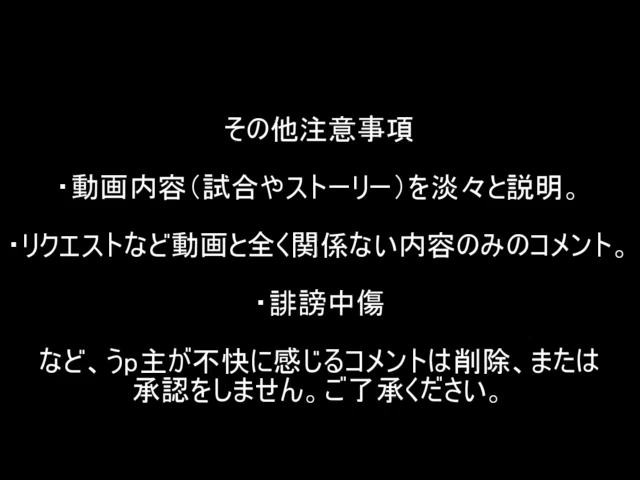 その他注意事項
・動画内容(試合やストーリー)を淡々と説明。
・リクエストなど動画と全く関係ない内容のみのコメント。
・誹謗中傷
など、うp主が不快に感じるコメントは削除、または
承認をしません。ご了承ください。